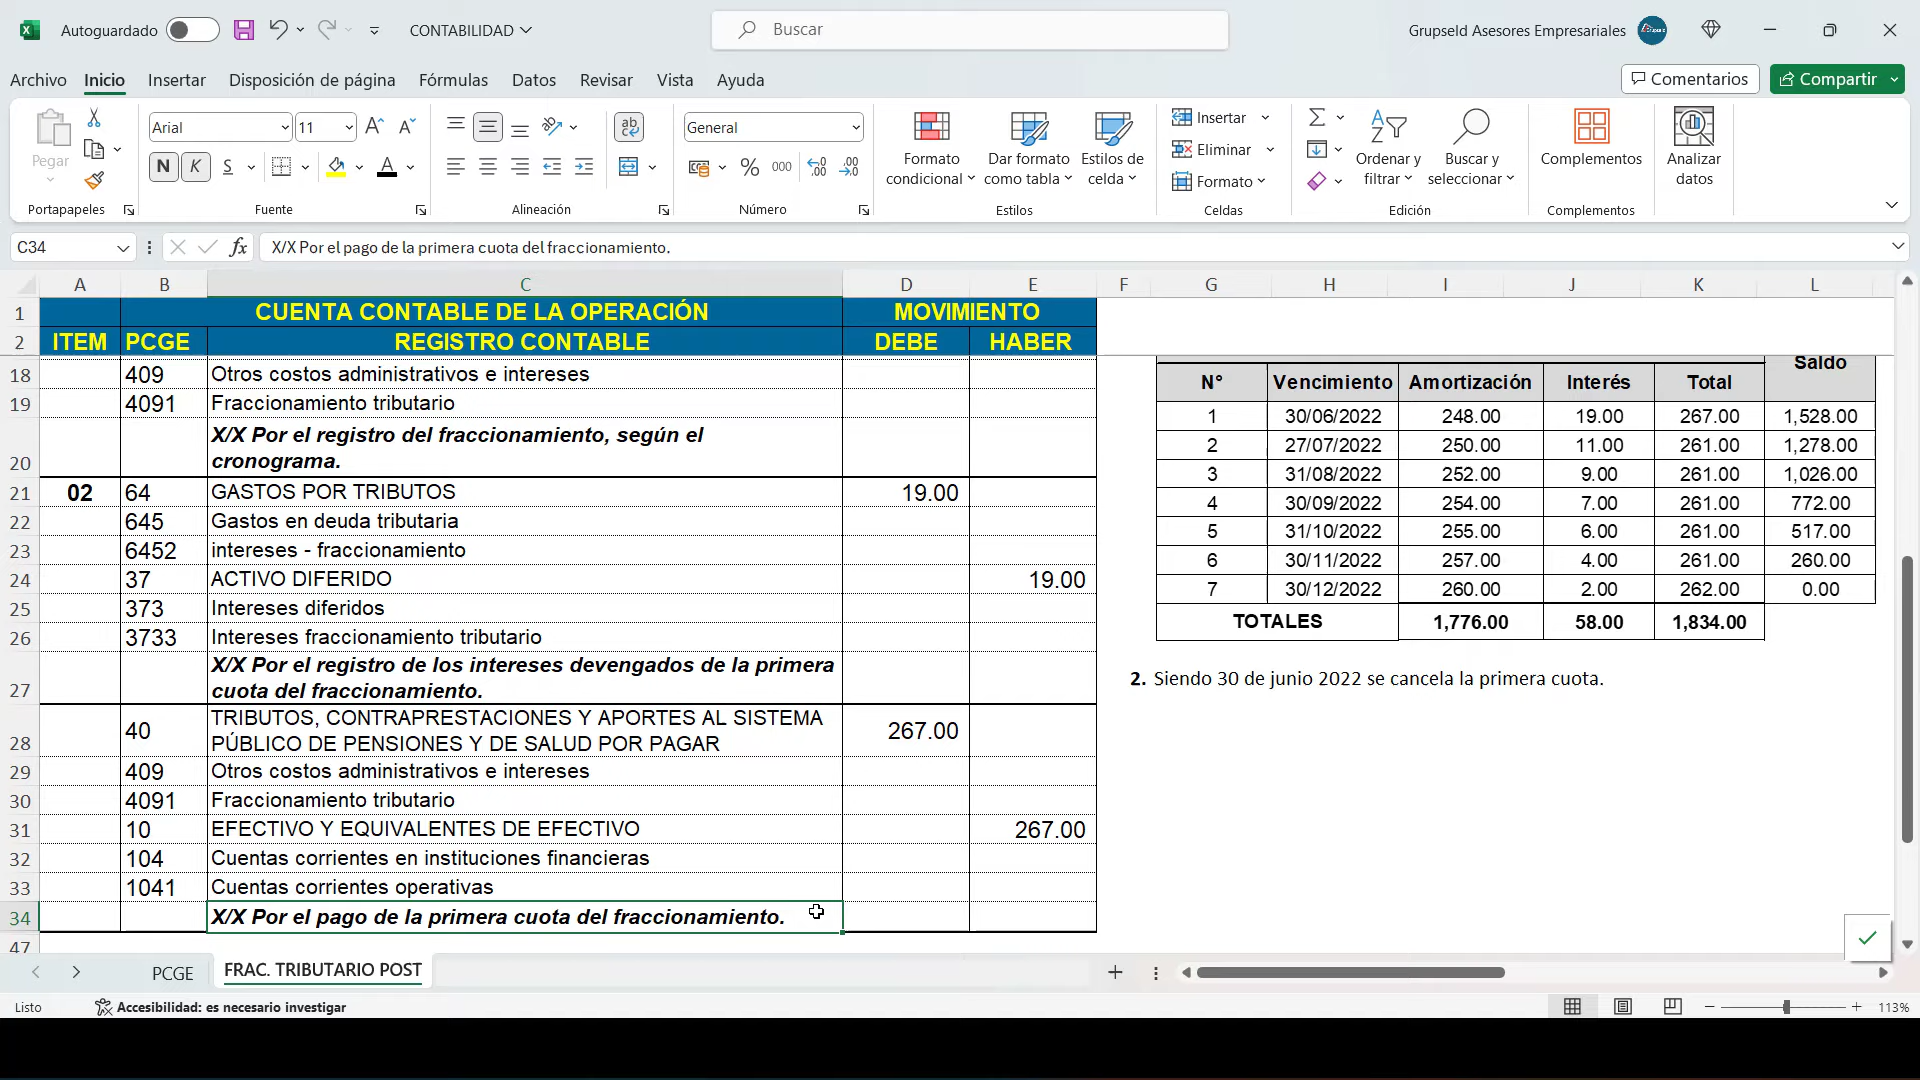 Autoguardado
CONTABILIDAD
Buscar
Grupseld Asesores Empresariales
Archivo Inicio Insertar Disposición de página Fórmulas Datos Revisar Vista Ayuda
Comentarios
Compartir
Pegar
Portapapeles
Arial 11
N K S
Fuente
Alineación
General
% 000
Número
Formato condicional
Dar formato como tabla
Estilos de celda
Estilos
Insertar
Eliminar
Formato
Celdas
Ordenar y filtrar
Buscar y seleccionar
Edición
Complementos
Complementos
Analizar datos
C34
fx X/X Por el pago de la primera cuota del fraccionamiento.
A B C D E F G H I J K L
1 CUENTA CONTABLE DE LA OPERACIÓN MOVIMIENTO
2 ITEM PCGE REGISTRO CONTABLE DEBE HABER
18 409 Otros costos administrativos e intereses
19 4091 Fraccionamiento tributario
20 X/X Por el registro del fraccionamiento, según el
cronograma.
21 02 64 GASTOS POR TRIBUTOS 19.00
22 645 Gastos en deuda tributaria
23 6452 intereses - fraccionamiento
24 37 ACTIVO DIFERIDO 19.00
25 373 Intereses diferidos
26 3733 Intereses fraccionamiento tributario
27 X/X Por el registro de los intereses devengados de la primera
cuota del fraccionamiento.
28 40 TRIBUTOS, CONTRAPRESTACIONES Y APORTES AL SISTEMA
PÚBLICO DE PENSIONES Y DE SALUD POR PAGAR 267.00
29 409 Otros costos administrativos e intereses
30 4091 Fraccionamiento tributario
31 10 EFECTIVO Y EQUIVALENTES DE EFECTIVO 267.00
32 104 Cuentas corrientes en instituciones financieras
33 1041 Cuentas corrientes operativas
34 X/X Por el pago de la primera cuota del fraccionamiento.
47
N° Vencimiento Amortización Interés Total Saldo
1 30/06/2022 248.00 19.00 267.00 1,528.00
2 27/07/2022 250.00 11.00 261.00 1,278.00
3 31/08/2022 252.00 9.00 261.00 1,026.00
4 30/09/2022 254.00 7.00 261.00 772.00
5 31/10/2022 255.00 6.00 261.00 517.00
6 30/11/2022 257.00 4.00 261.00 260.00
7 30/12/2022 260.00 2.00 262.00 0.00
TOTALES 1,776.00 58.00 1,834.00
2. Siendo 30 de junio 2022 se cancela la primera cuota.
PCGE FRAC. TRIBUTARIO POST
Listo Accesibilidad: es necesario investigar 113%